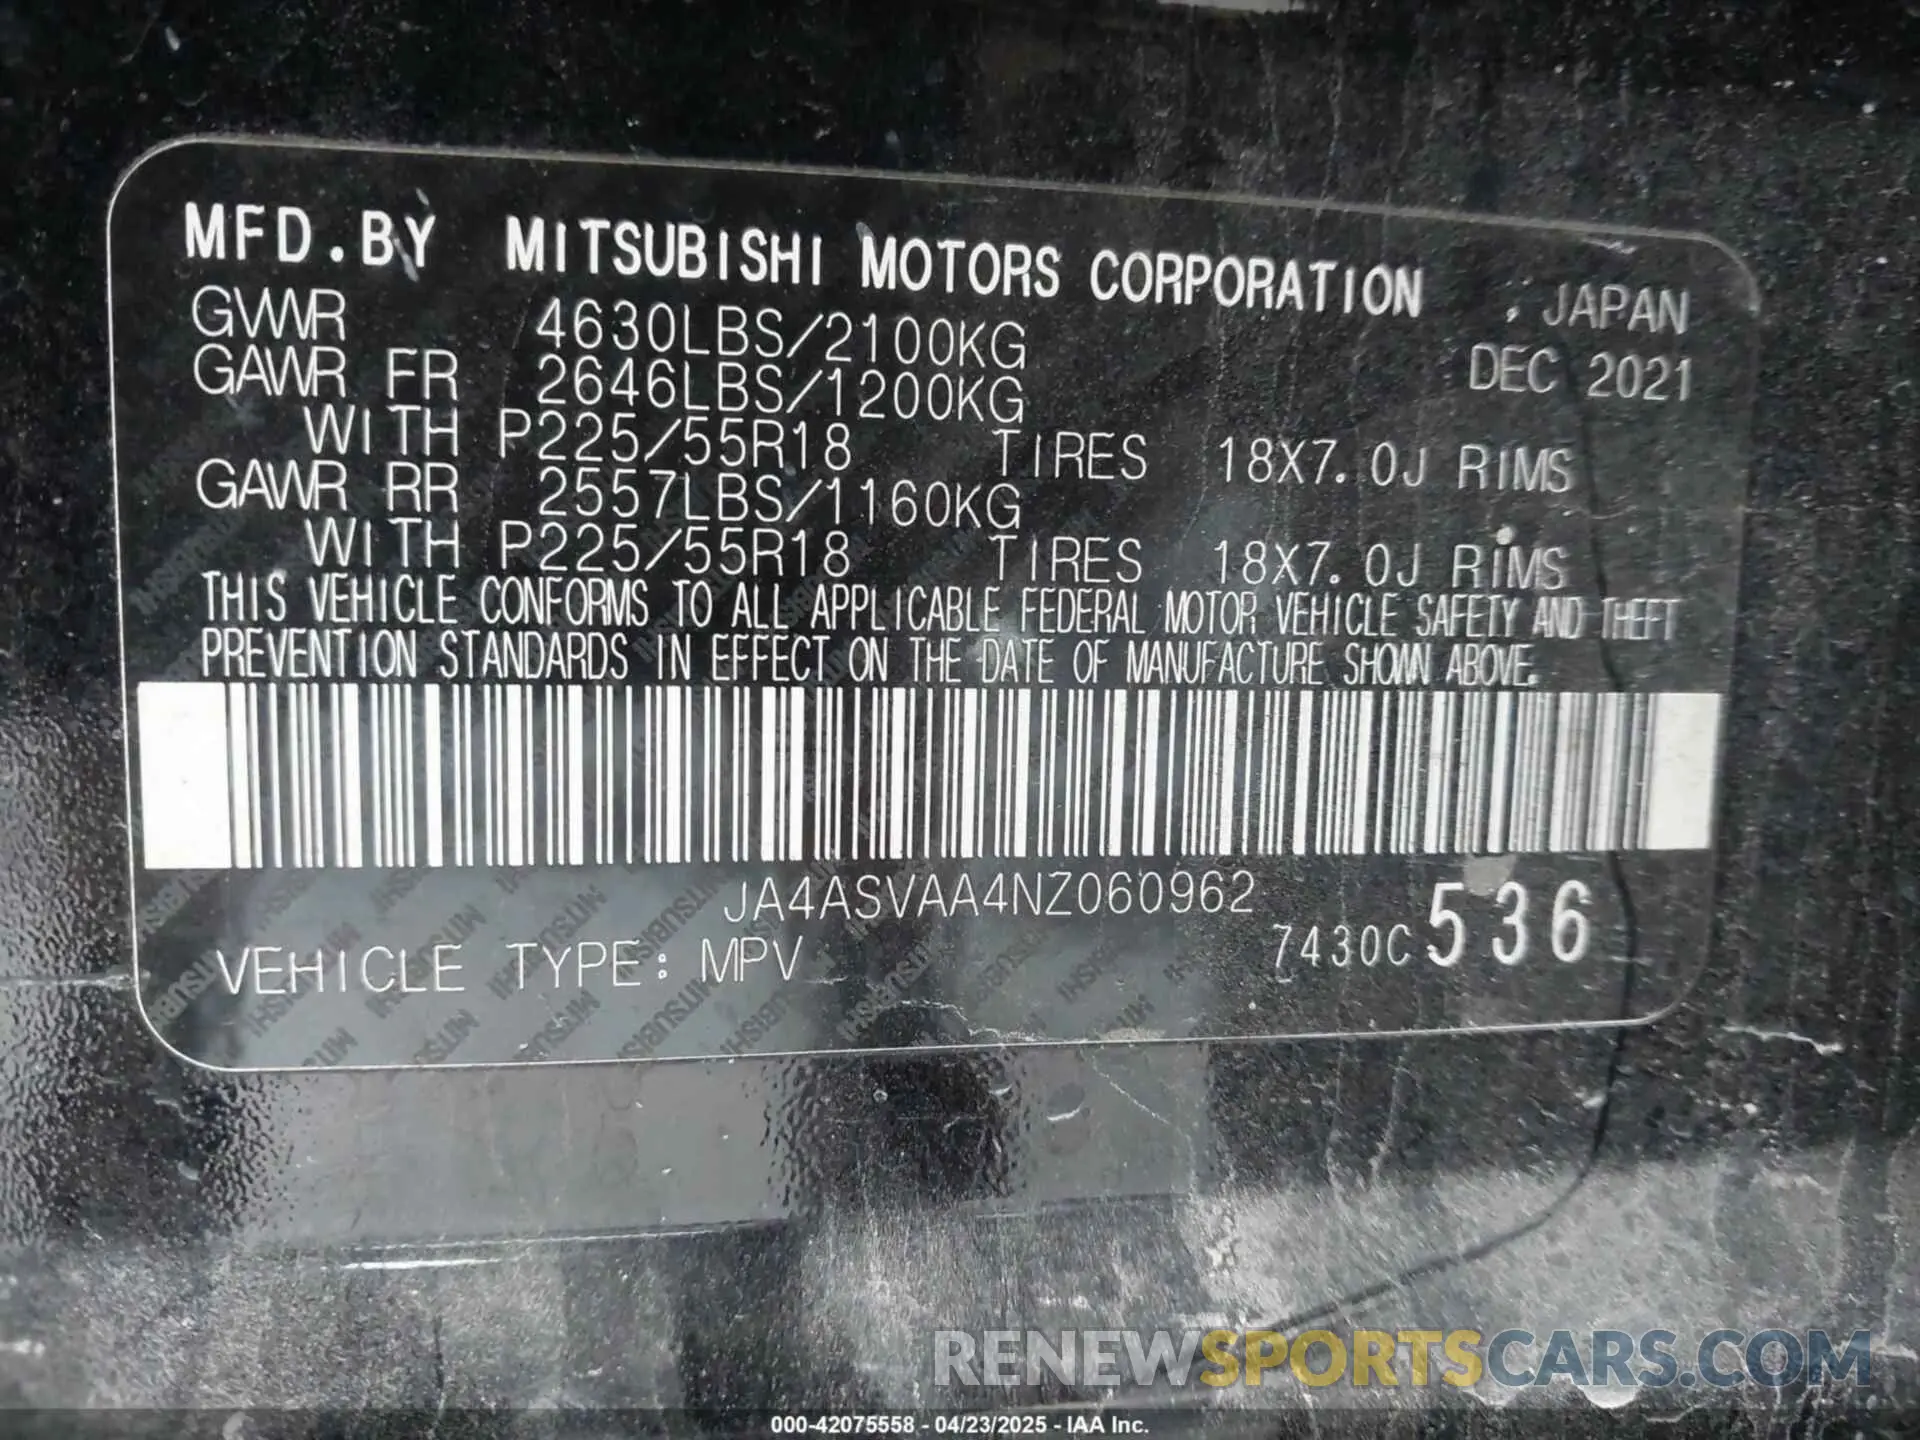 MFD.BY MITSUBISHI MOTORS CORPORATION , JAPAN
GVWR 4630LBS/2100KG DEC 2021
GAWR FR 2646LBS/1200KG
WITH P225/55R18 TIRES 18X7.0J RIMS
GAWR RR 2557LBS/1160KG
WITH P225/55R18 TIRES 18X7.0J RIMS
THIS VEHICLE CONFORMS TO ALL APPLICABLE FEDERAL MOTOR VEHICLE SAFETY AND THEFT
PREVENTION STANDARDS IN EFFECT ON THE DATE OF MANUFACTURE SHOWN ABOVE.
JA4ASVAA4NZ060962
VEHICLE TYPE: MPV 7430C 536
RENEWSPORTSCARS.COM
000-42075558 - 04/23/2025 - IAA Inc.